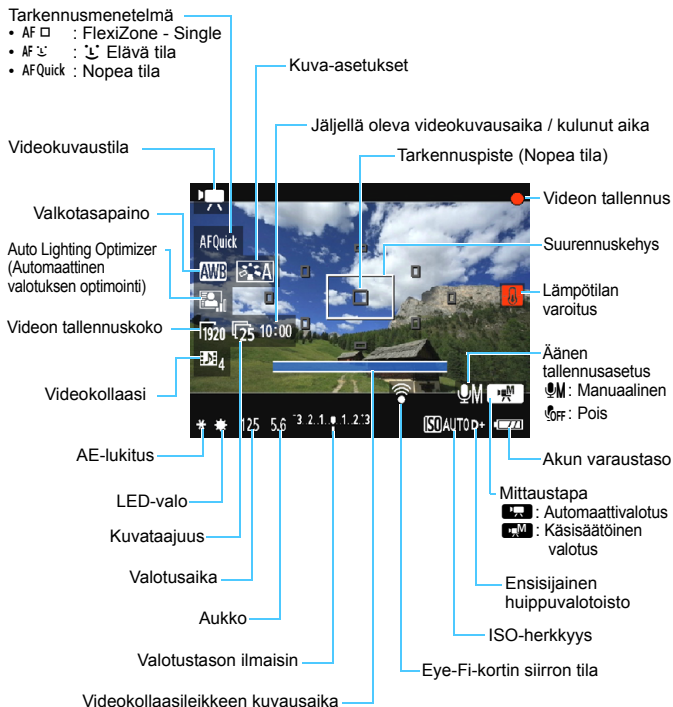 Tarkennusmenetelmä
• AF □ : FlexiZone - Single
• AF : Elävä tila
• AFQuick : Nopea tila
Kuva-asetukset
Jäljellä oleva videokuvausaika / kulunut aika
Videokuvaustila
Tarkennuspiste (Nopea tila)
Videon tallennus
Valkotasapaino
AFQuick
Suurennuskehys
Auto Lighting Optimizer
(Automaattinen
valotuksen optimointi)
AWB
A
Lämpötilan
varoitus
Videon tallennuskoko
1920 25 10:00
Äänen
tallennusasetus
M : Manuaalinen
OFF : Pois
Videokollaasi
4
M M
125 5.6 -3..2..1..0..1..2.+3 ISO AUTO D+
AE-lukitus
Akun varaustaso
LED-valo
Mittaustapa
: Automaattivalotus
M : Käsisäätöinen
valotus
Kuvataajuus
Valotusaika
Ensisijainen
huippuvalotoisto
Aukko
ISO-herkkyys
Valotustason ilmaisin
Eye-Fi-kortin siirron tila
Videokollaasileikkeen kuvausaika